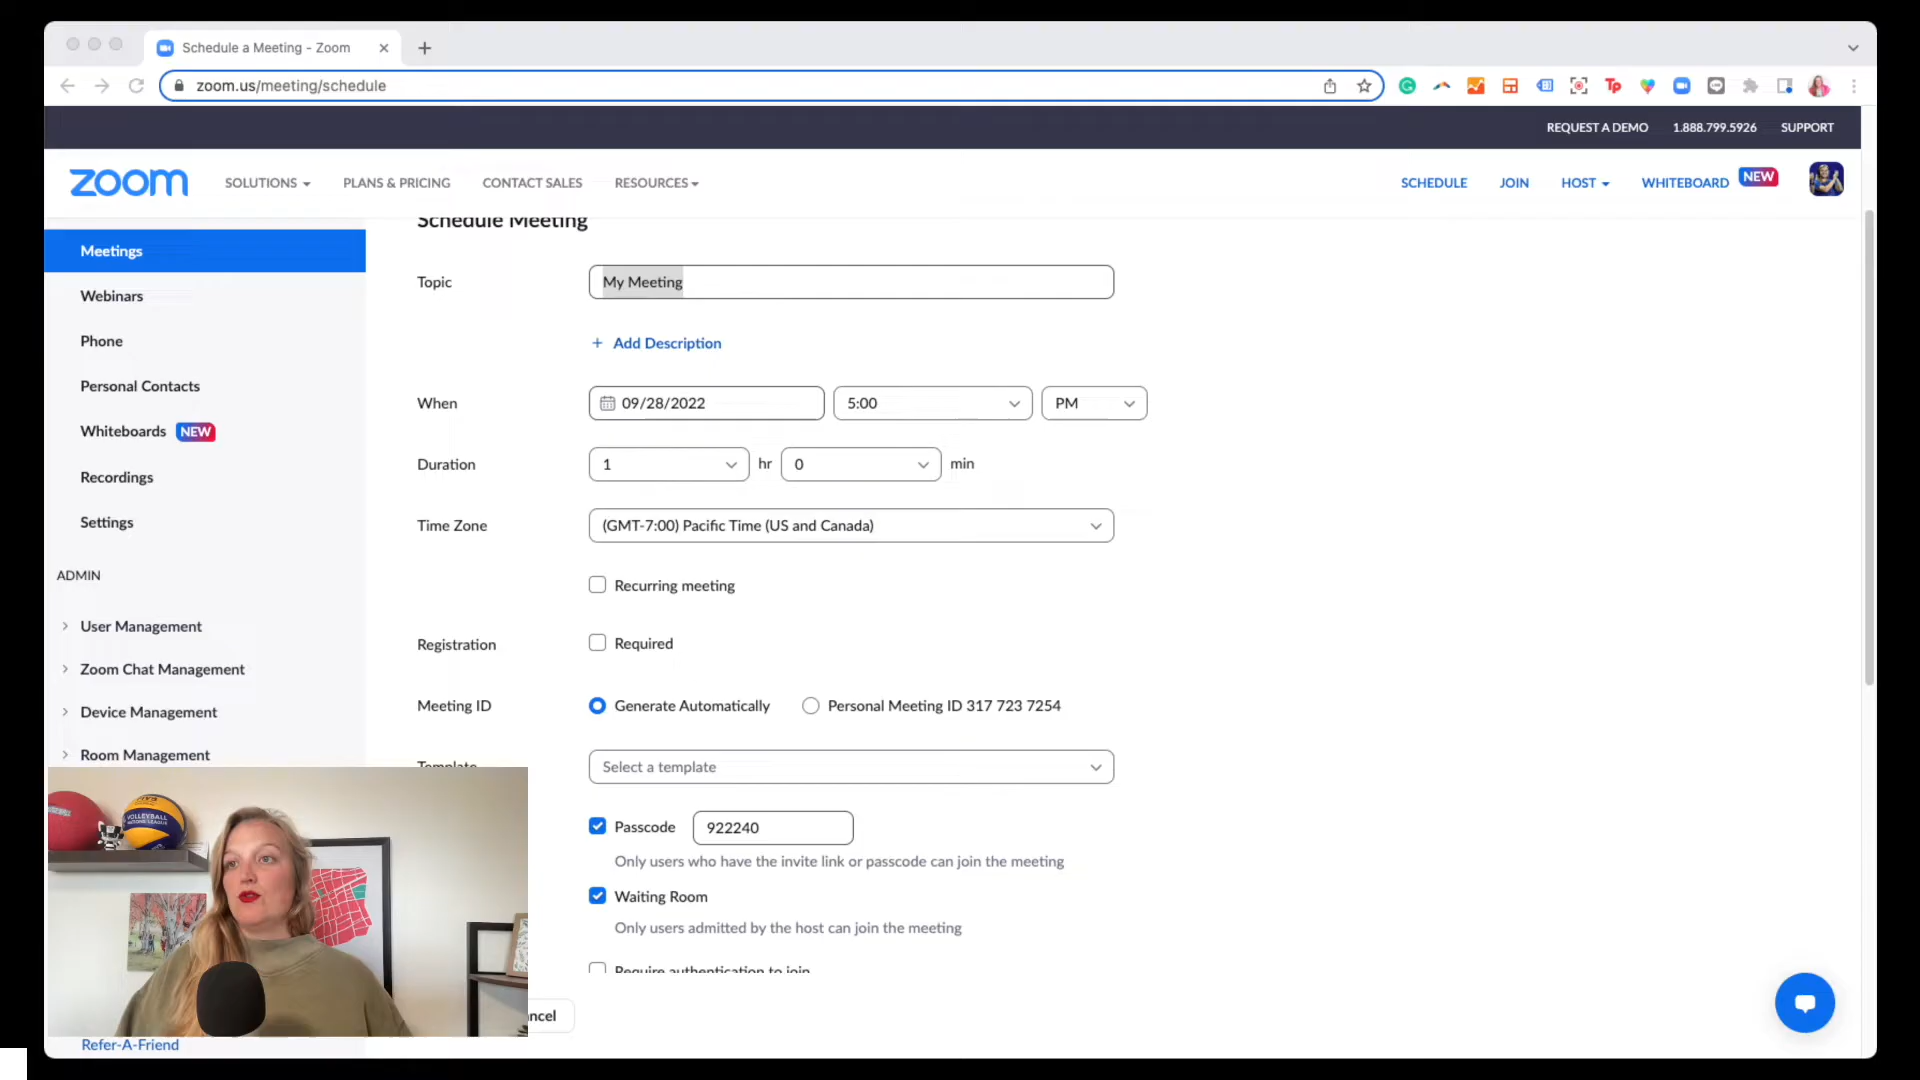 Schedule a Meeting - Zoom
zoom.us/meeting/schedule
REQUEST A DEMO 1.888.799.5926 SUPPORT
zoom SOLUTIONS PLANS & PRICING CONTACT SALES RESOURCES SCHEDULE JOIN HOST WHITEBOARD NEW
Schedule Meeting
Meetings
Webinars
Phone
Personal Contacts
Whiteboards NEW
Recordings
Settings
ADMIN
User Management
Zoom Chat Management
Device Management
Room Management
Refer-A-Friend
Topic My Meeting
+ Add Description
When 09/28/2022 5:00 PM
Duration 1 hr 0 min
Time Zone (GMT-7:00) Pacific Time (US and Canada)
Recurring meeting
Registration Required
Meeting ID Generate Automatically Personal Meeting ID 317 723 7254
Template Select a template
Passcode 922240
Only users who have the invite link or passcode can join the meeting
Waiting Room
Only users admitted by the host can join the meeting
Require authentication to join
ncel
VOLLEYBALL